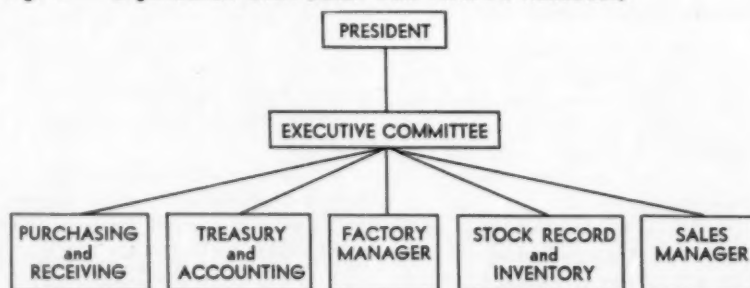 PRESIDENT
EXECUTIVE COMMITTEE
PURCHASING
and
RECEIVING
TREASURY
and
ACCOUNTING
FACTORY
MANAGER
STOCK RECORD
and
INVENTORY
SALES
MANAGER